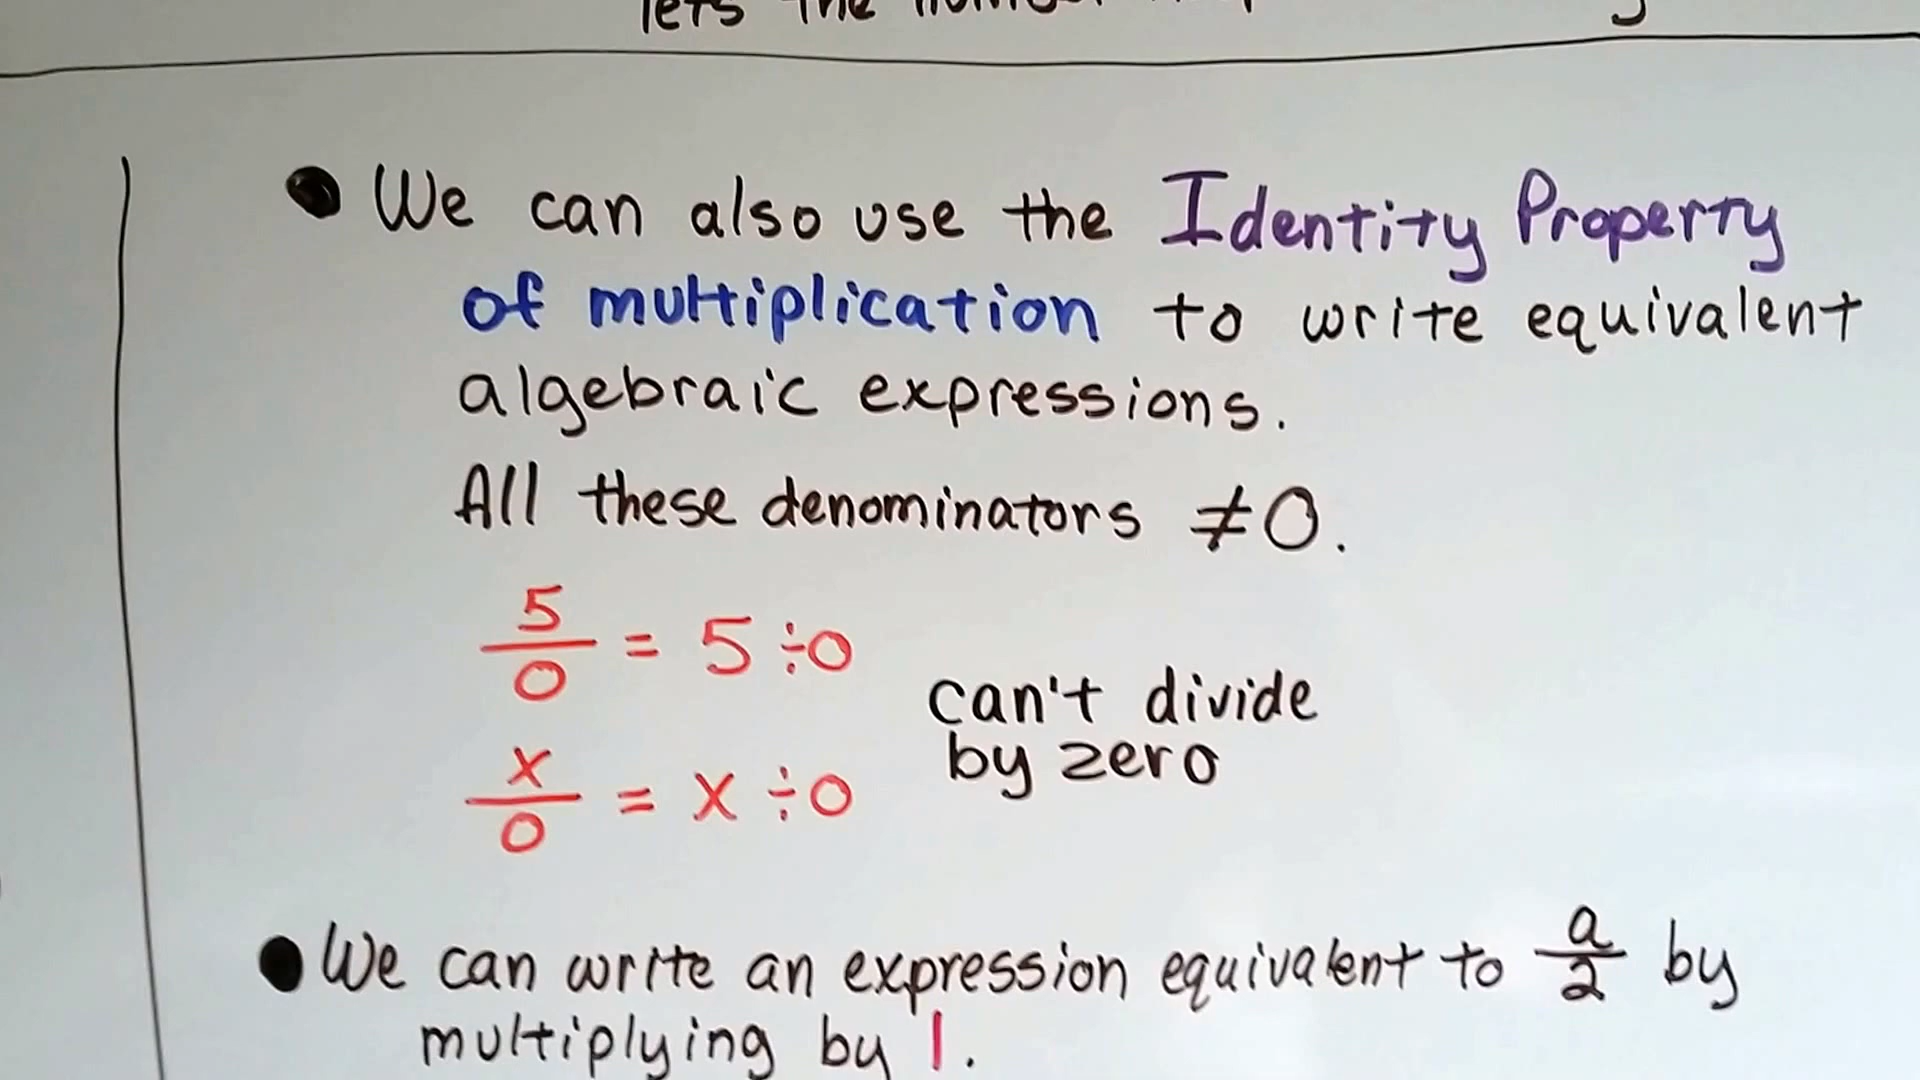 lets the
• We can also use the Identity Property
of multiplication to write equivalent
algebraic expressions.
All these denominators ≠0.
5/0 = 5÷0
can't divide
by zero
x/0 = x÷0
• We can write an expression equivalent to a/2 by
multiplying by 1.